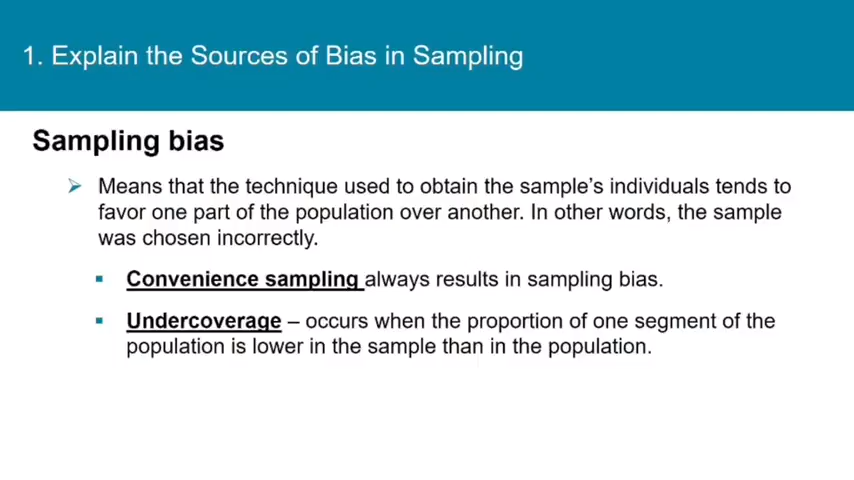 1. Explain the Sources of Bias in Sampling
Sampling bias
Means that the technique used to obtain the sample’s individuals tends to
favor one part of the population over another. In other words, the sample
was chosen incorrectly.
Convenience sampling always results in sampling bias.
Undercoverage – occurs when the proportion of one segment of the
population is lower in the sample than in the population.